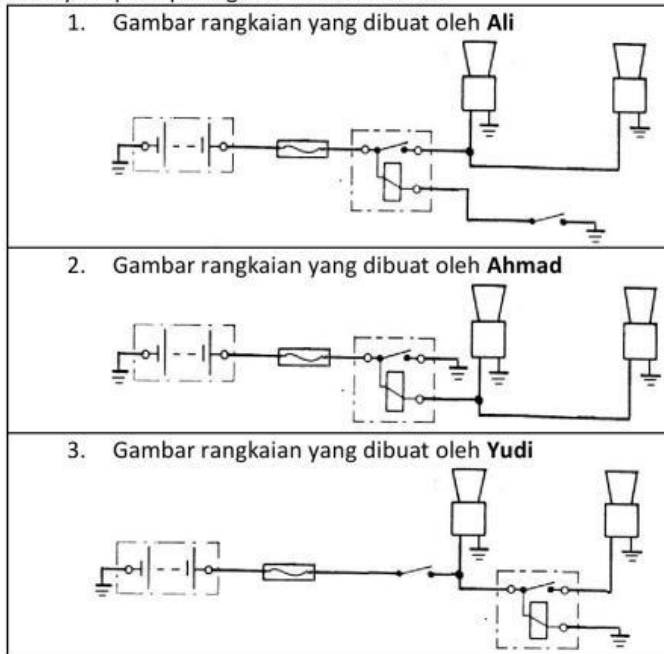 1. Gambar rangkaian yang dibuat oleh Ali
2. Gambar rangkaian yang dibuat oleh Ahmad
3. Gambar rangkaian yang dibuat oleh Yudi